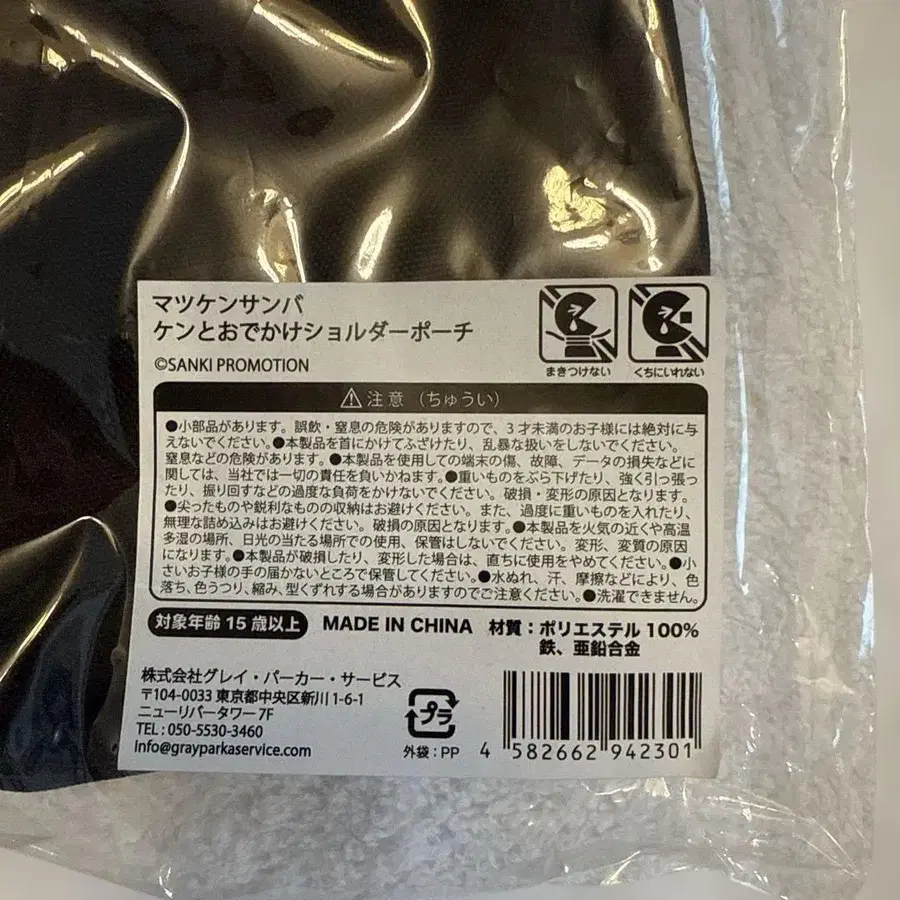 マツケンサンバ
ケンとおでかけショルダーポーチ
©SANKI PROMOTION
まきつけない
くちにいれない
注意（ちゅうい）
●小部品があります。誤飲・窒息の危険がありますので、3才未満のお子様には絶対に与
えないでください。●本製品を首にかけてふざけたり、乱暴な扱いをしないでください。
窒息などの危険があります。●本製品を使用しての端末の傷、故障、データの損失などに
関しては、当社では一切の責任を負いかねます。●重いものをぶら下げたり、強く引っ張っ
たり、振り回すなどの過度な負荷をかけないでください。破損・変形の原因となります。
●尖ったものや鋭利なものの収納はお避けください。また、過度に重いものを入れたり、
無理な詰め込みはお避けください。破損の原因となります。●本製品を火気の近くや高温
多湿の場所、日光の当たる場所での使用、保管はしないでください。変形、変質の原因
になります。●本製品が破損したり、変形した場合は、直ちに使用をやめてください。●小
さいお子様の手の届かないところで保管してください。●水ぬれ、汗、摩擦などにより、色
落ち、色うつり、縮み、型くずれする場合がありますのでご注意ください。●洗濯できません。
対象年齢15歳以上 MADE IN CHINA 材質：ポリエステル100%
鉄、亜鉛合金
株式会社グレイ・パーカー・サービス
〒104-0033 東京都中央区新川1-6-1
ニューリバータワー7F
TEL : 050-5530-3460
info@grayparkaservice.com
プラ
外袋：PP
4 582662 942301